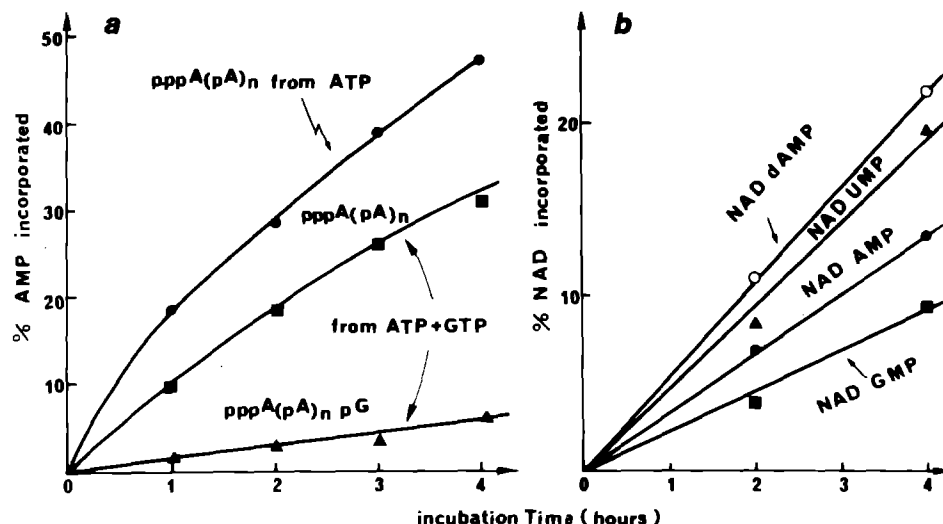 a
50
40
30
20
10
0
1
2
3
4
% AMP incorporated
pppA(pA)n from ATP
pppA(pA)n
from ATP+GTP
pppA(pA)n pG
b
20
10
0
1
2
3
4
% NAD incorporated
NAD dAMP
NAD UMP
NAD AMP
NAD GMP
incubation Time (hours)